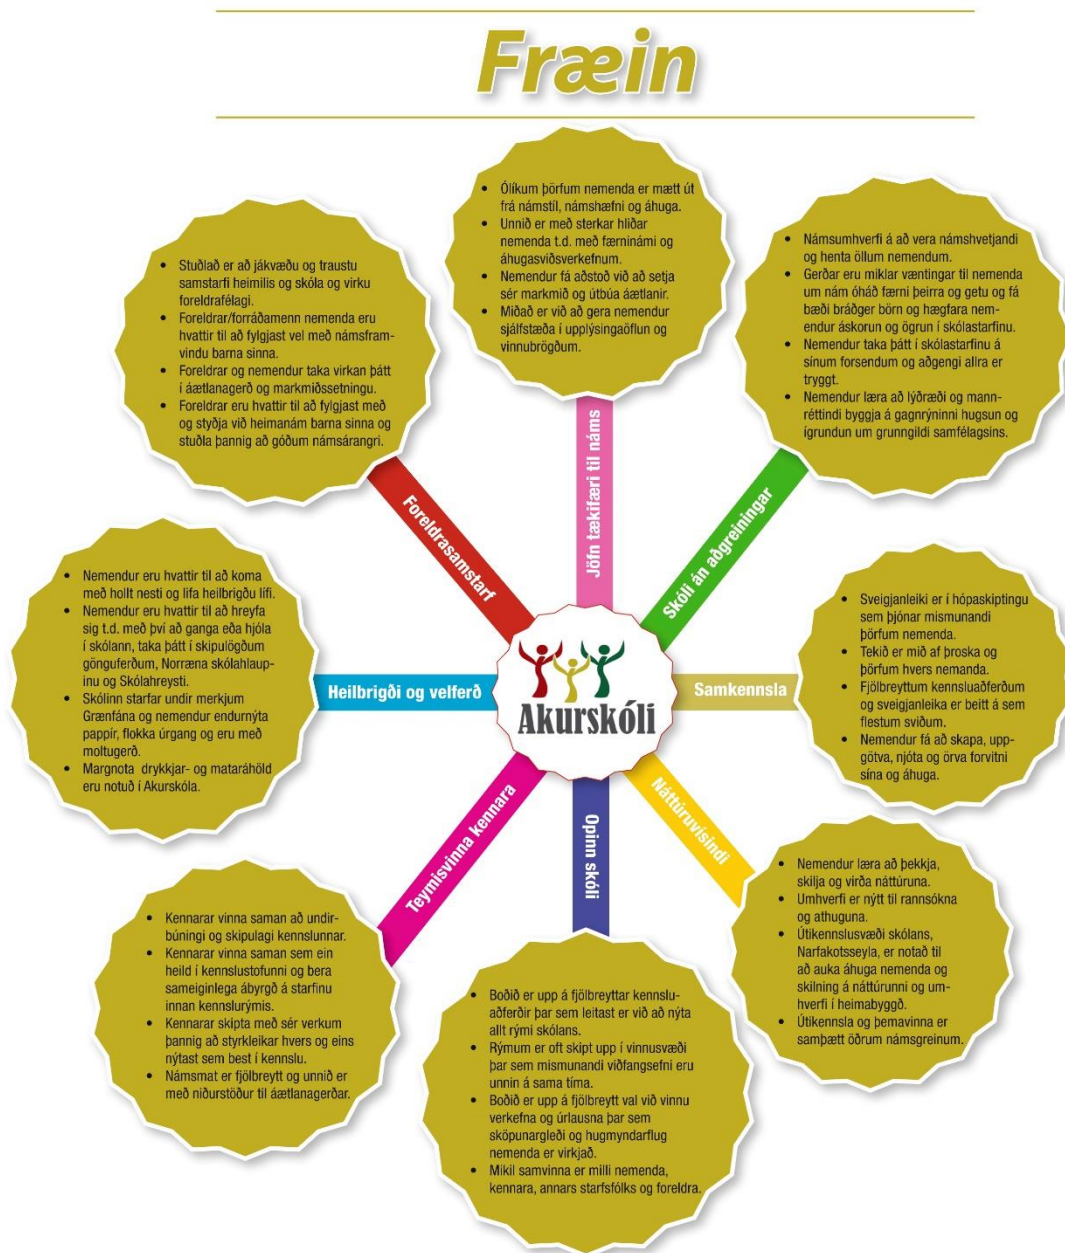 Fræin
• Ólíkum þörfum nemenda er mætt út
frá námstíl, námshæfni og áhuga.
• Unnið er með sterkar hliðar
nemenda t.d. með færninámi og
áhugasviðsverkefnum.
• Nemendur fá aðstoð við að setja
sér markmið og útbúa áætlanir.
• Miðað er við að gera nemendur
sjálfstæða í upplýsingaöflun og
vinnubrögðum.
Jöfn tækifæri til náms
• Námsumhverfi á að vera námshvetjandi
og henta öllum nemendum.
• Gerðar eru miklar væntingar til nemenda
um nám óháð færni þeirra og getu og fá
bæði bráðger börn og hægfara nem-
endur áskorun og ögrun í skólastarfinu.
• Nemendur taka þátt í skólastarfinu á
sínum forsendum og aðgengi allra er
tryggt.
• Nemendur læra að lýðræði og mann-
réttindi byggja á gagnrýninni hugsun og
ígrundun um grunngildi samfélagsins.
Skóli án aðgreiningar
• Sveigjanleiki er í hópaskiptingu
sem þjónar mismunandi
þörfum nemenda.
• Tekið er mið af þroska og
þörfum hvers nemanda.
• Fjölbreyttum kennsluaðferðum
og sveigjanleika er beitt á sem
flestum sviðum.
• Nemendur fá að skapa, upp-
götva, njóta og örva forvitni
sína og áhuga.
Samkennsla
• Nemendur læra að þekkja,
skilja og virða náttúruna.
• Umhverfi er nýtt til rannsókna
og athuguna.
• Útikennslusvæði skólans,
Narfakotsseyla, er notað til
að auka áhuga nemenda og
skilning á náttúrunni og um-
hverfi í heimabyggð.
• Útikennsla og þemavinna er
samþætt öðrum námsgreinum.
Náttúruvísindi
• Boðið er upp á fjölbreyttar kennslu-
aðferðir þar sem leitast er við að nýta
allt rými skólans.
• Rýmum er oft skipt upp í vinnusvæði
þar sem mismunandi viðfangsefni eru
unnin á sama tíma.
• Boðið er upp á fjölbreytt val við vinnu
verkefna og úrlausna þar sem
sköpunargleði og hugmyndarflug
nemenda er virkjað.
• Mikil samvinna er milli nemenda,
kennara, annars starfsfólks og foreldra.
Opinn skóli
• Kennarar vinna saman að undir-
búningi og skipulagi kennslunnar.
• Kennarar vinna saman sem ein
heild í kennslustofunni og bera
sameiginlega ábyrgð á starfinu
innan kennslurýmis.
• Kennarar skipta með sér verkum
þannig að styrkleikar hvers og eins
nýtast sem best í kennslu.
• Námsmat er fjölbreytt og unnið er
með niðurstöður til áætlanagerðar.
Teymisvinna kennara
• Nemendur eru hvattir til að koma
með hollt nesti og lifa heilbrigðu lífi.
• Nemendur eru hvattir til að hreyfa
sig t.d. með því að ganga eða hjóla
í skólann, taka þátt í skipulögðum
gönguferðum, Norræna skólahlaup-
inu og Skólahreysti.
• Skólinn starfar undir merkjum
Grænfána og nemendur endurnýta
pappír, flokka úrgang og eru með
moltugerð.
• Margnota drykkjar- og mataráhöld
eru notuð í Akurskóla.
Heilbrigði og velferð
• Stuðlað er að jákvæðu og traustu
samstarfi heimilis og skóla og virku
foreldrafélagi.
• Foreldrar/forráðamenn nemenda eru
hvattir til að fylgjast vel með námsfram-
vindu barna sinna.
• Foreldrar og nemendur taka virkan þátt
í áætlanagerð og markmiðssetningu.
• Foreldrar eru hvattir til að fylgjast með
og styðja við heimanám barna sinna og
stuðla þannig að góðum námsárangri.
Foreldrasamstarf
Akurskóli